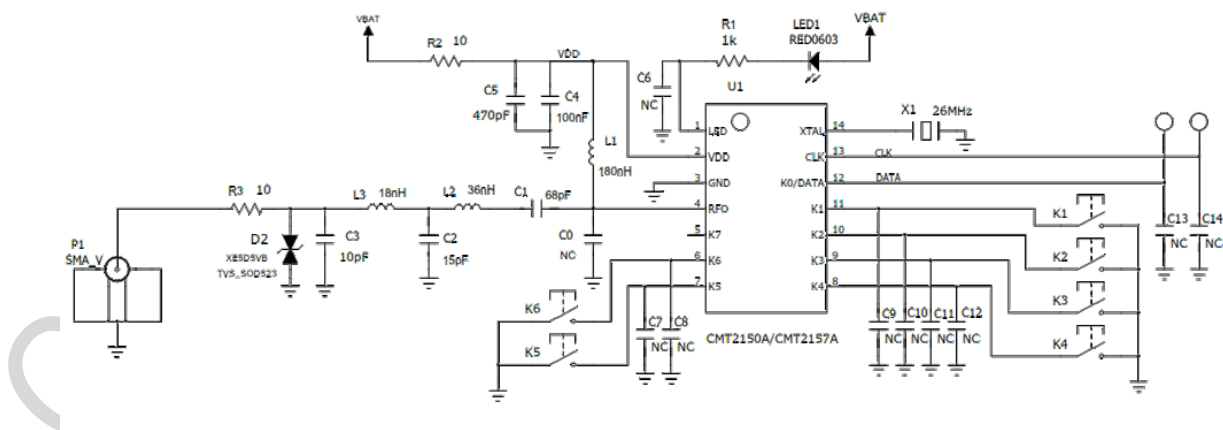 VBAT
R2 10
VDD
C5
470pF
C4
100nF
L1
180nH
C6
NC
R1
1k
LED1
RED0603
VBAT
U1
X1 26MHz
1 LED
2 VDD
3 GND
4 RFO
5 K7
6 K6
7 K5
XTAL 14
CLK 13 CLK
K0/DATA 12 DATA
K1 11
K2 10
K3 9
K4 8
CMT2150A/CMT2157A
R3 10
L3 18nH
L2 36nH
C1 68pF
P1
SMA_V
D2
XESD5VB
TVS_SOD523
C3
10pF
C2
15pF
C0
NC
K6
K5
C7
NC
C8
NC
C9
NC
C10
NC
C11
NC
C12
NC
K1
K2
K3
K4
C13
NC
C14
NC